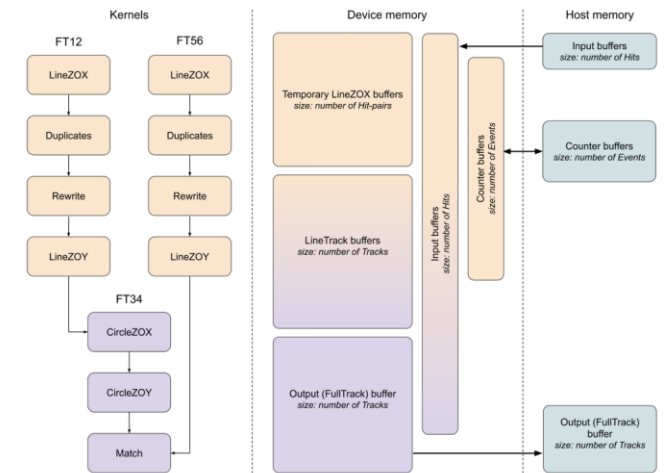 Kernels
Device memory
Host memory
FT12
FT56
LineZOX
Duplicates
Rewrite
LineZOY
LineZOX
Duplicates
Rewrite
LineZOY
FT34
CircleZOX
CircleZOY
Match
Temporary LineZOX buffers
size: number of Hit-pairs
LineTrack buffers
size: number of Tracks
Output (FullTrack) buffer
size: number of Tracks
Input buffers
size: number of Hits
Counter buffers
size: number of Events
Input buffers
size: number of Hits
Counter buffers
size: number of Events
Output (FullTrack)
buffer
size: number of Tracks